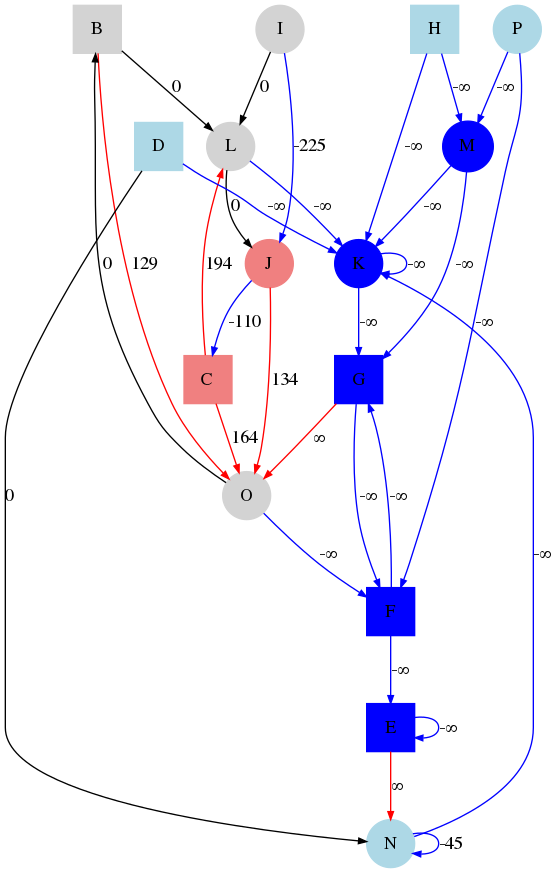 B I H P
0 0 -∞ -∞
D L -225 -∞ M
-∞ -∞ -∞
0
0 129 194 J K -∞ -∞
-110 -∞ -∞
C 134 G
164 ∞
0 O -∞ -∞
-∞ -∞
F
-∞
E -∞
∞
N -45